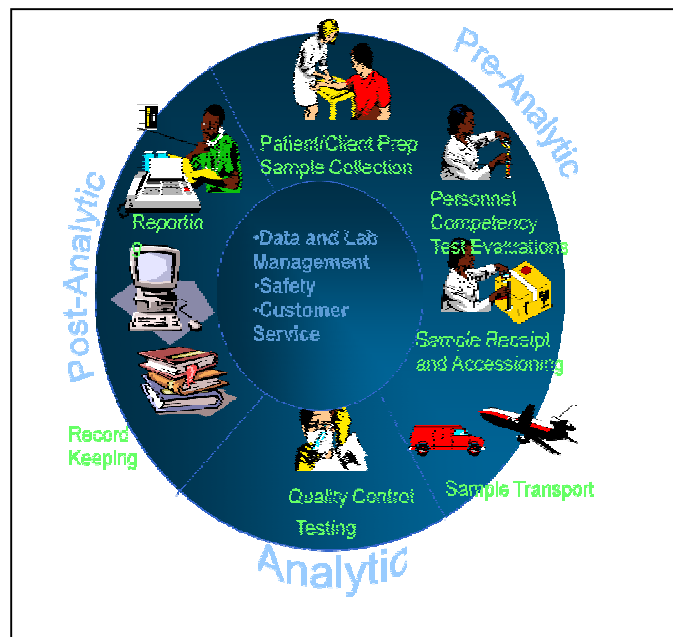 Pre-Analytic
Patient/Client Prep
Sample Collection
Personnel
Competency
Test Evaluations
Sample Receipt
and Accessioning
Sample Transport
Analytic
Quality Control
Testing
Post-Analytic
Reportin
g
Record
Keeping
•Data and Lab
Management
•Safety
•Customer
Service